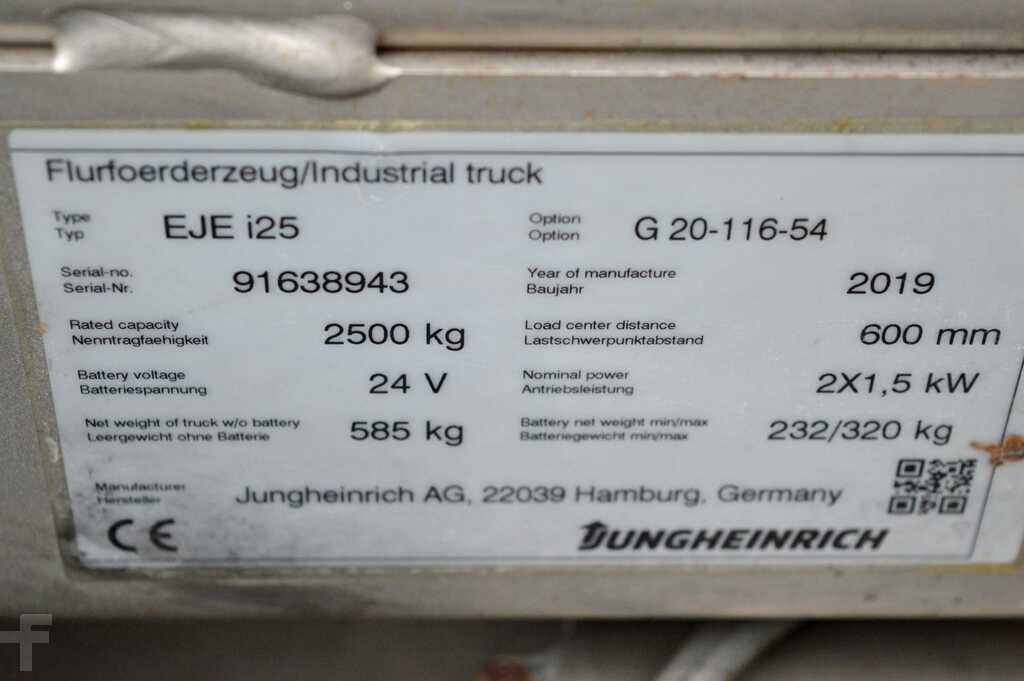 Flurfoerderzeug/Industrial truck
Type
Typ
EJE i25
Option
Option
G 20-116-54
Serial-no.
Serial-Nr.
91638943
Year of manufacture
Baujahr
2019
Rated capacity
Nenntragfaehigkeit
2500 kg
Load center distance
Lastschwerpunktabstand
600 mm
Battery voltage
Batteriespannung
24 V
Nominal power
Antriebsleistung
2X1,5 kW
Net weight of truck w/o battery
Leergewicht ohne Batterie
585 kg
Battery net weight min/max
Batteriegewicht min/max
232/320 kg
Manufacturer
Hersteller
Jungheinrich AG, 22039 Hamburg, Germany
CE
JUNGHEINRICH